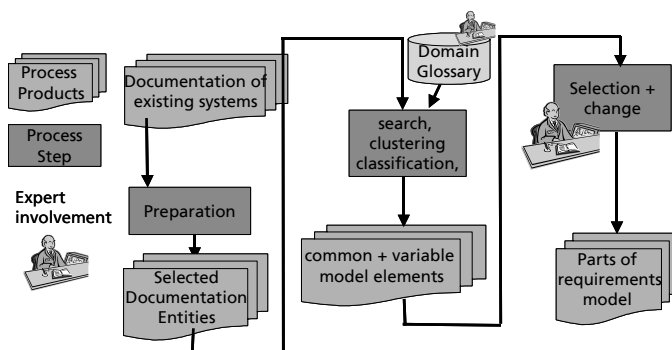 Process
Products
Process
Step
Expert
involvement
Documentation of
existing systems
Preparation
Selected
Documentation
Entities
Domain
Glossary
search,
clustering
classification,
common + variable
model elements
Selection +
change
Parts of
requirements
model